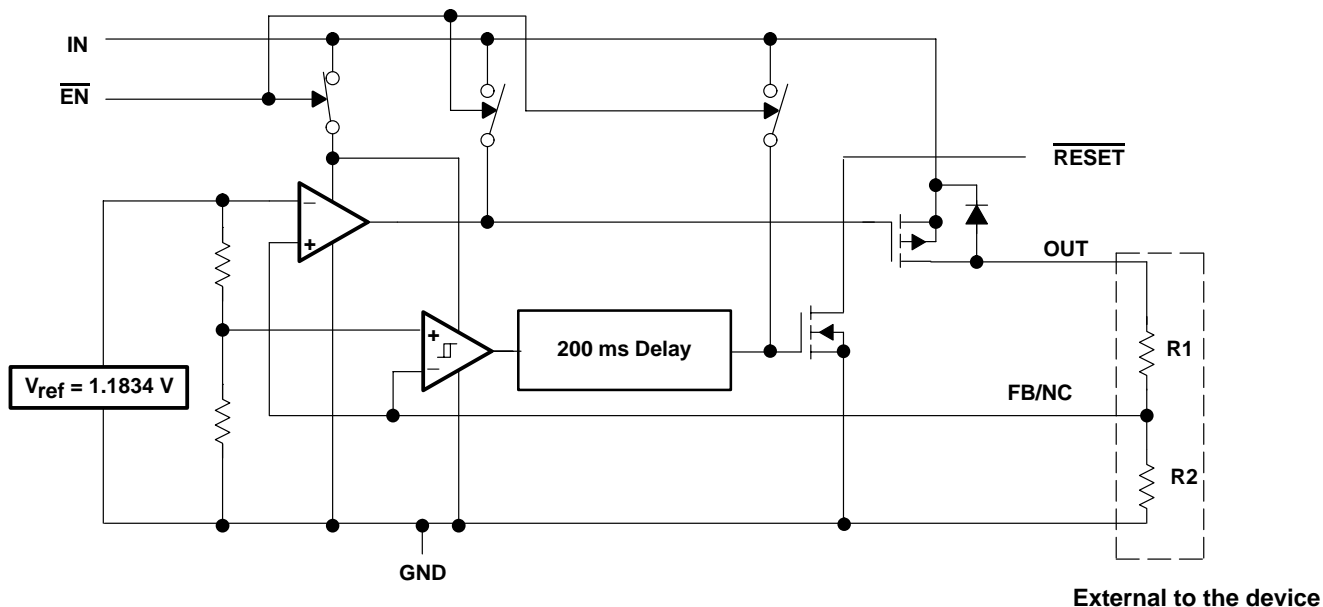 IN
EN
RESET
OUT
−
+
+
−
200 ms Delay
R1
Vref = 1.1834 V
FB/NC
R2
GND
External to the device